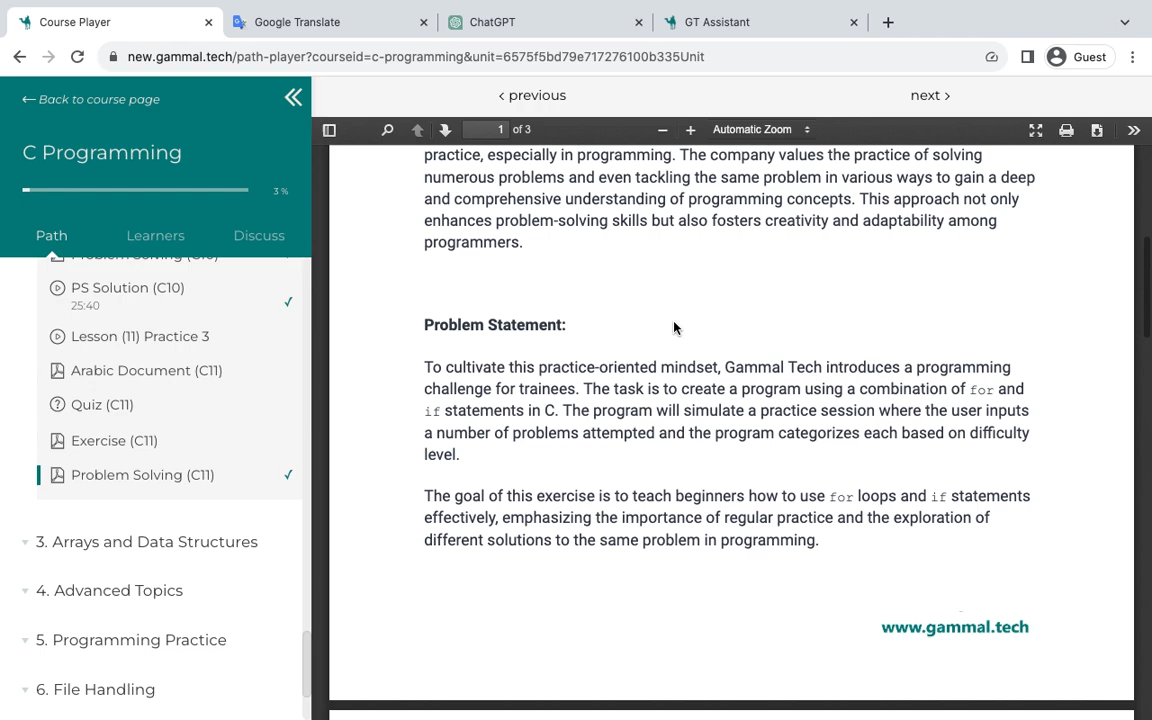 Course Player
Google Translate
ChatGPT
GT Assistant
new.gammal.tech/path-player?courseid=c-programming&unit=6575f5bd79e717276100b335Unit
Guest
Back to course page
C Programming
3 %
Path
Learners
Discuss
Problem Solving (C10)
PS Solution (C10)
25:40
Lesson (11) Practice 3
Arabic Document (C11)
Quiz (C11)
Exercise (C11)
Problem Solving (C11)
3. Arrays and Data Structures
4. Advanced Topics
5. Programming Practice
6. File Handling
< previous
next >
1 of 3
Automatic Zoom
practice, especially in programming. The company values the practice of solving
numerous problems and even tackling the same problem in various ways to gain a deep
and comprehensive understanding of programming concepts. This approach not only
enhances problem-solving skills but also fosters creativity and adaptability among
programmers.
Problem Statement:
To cultivate this practice-oriented mindset, Gammal Tech introduces a programming
challenge for trainees. The task is to create a program using a combination of for and
if statements in C. The program will simulate a practice session where the user inputs
a number of problems attempted and the program categorizes each based on difficulty
level.
The goal of this exercise is to teach beginners how to use for loops and if statements
effectively, emphasizing the importance of regular practice and the exploration of
different solutions to the same problem in programming.
www.gammal.tech